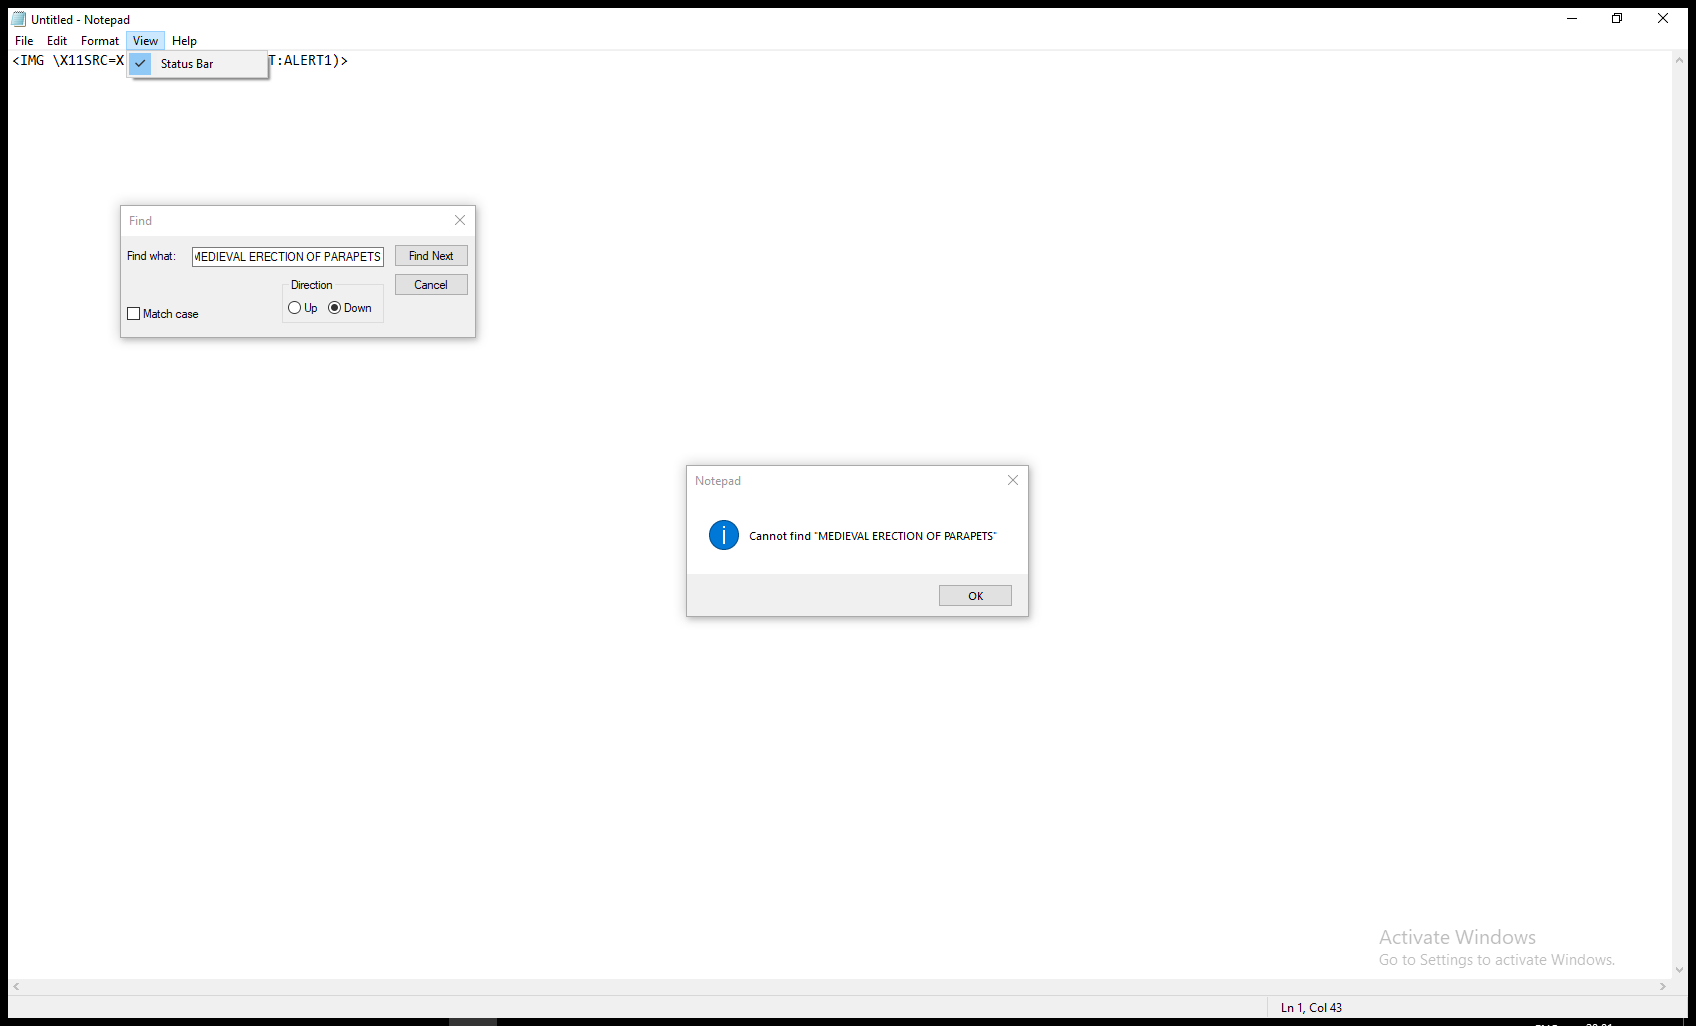 Untitled - Notepad
File Edit Format View Help
<IMG \X11SRC=X T:ALERT1)>
Status Bar
Find
Find what: MEDIEVAL ERECTION OF PARAPETS Find Next
Direction Cancel
Up Down
Match case
Notepad
Cannot find "MEDIEVAL ERECTION OF PARAPETS"
OK
Activate Windows
Go to Settings to activate Windows.
Ln 1, Col 43